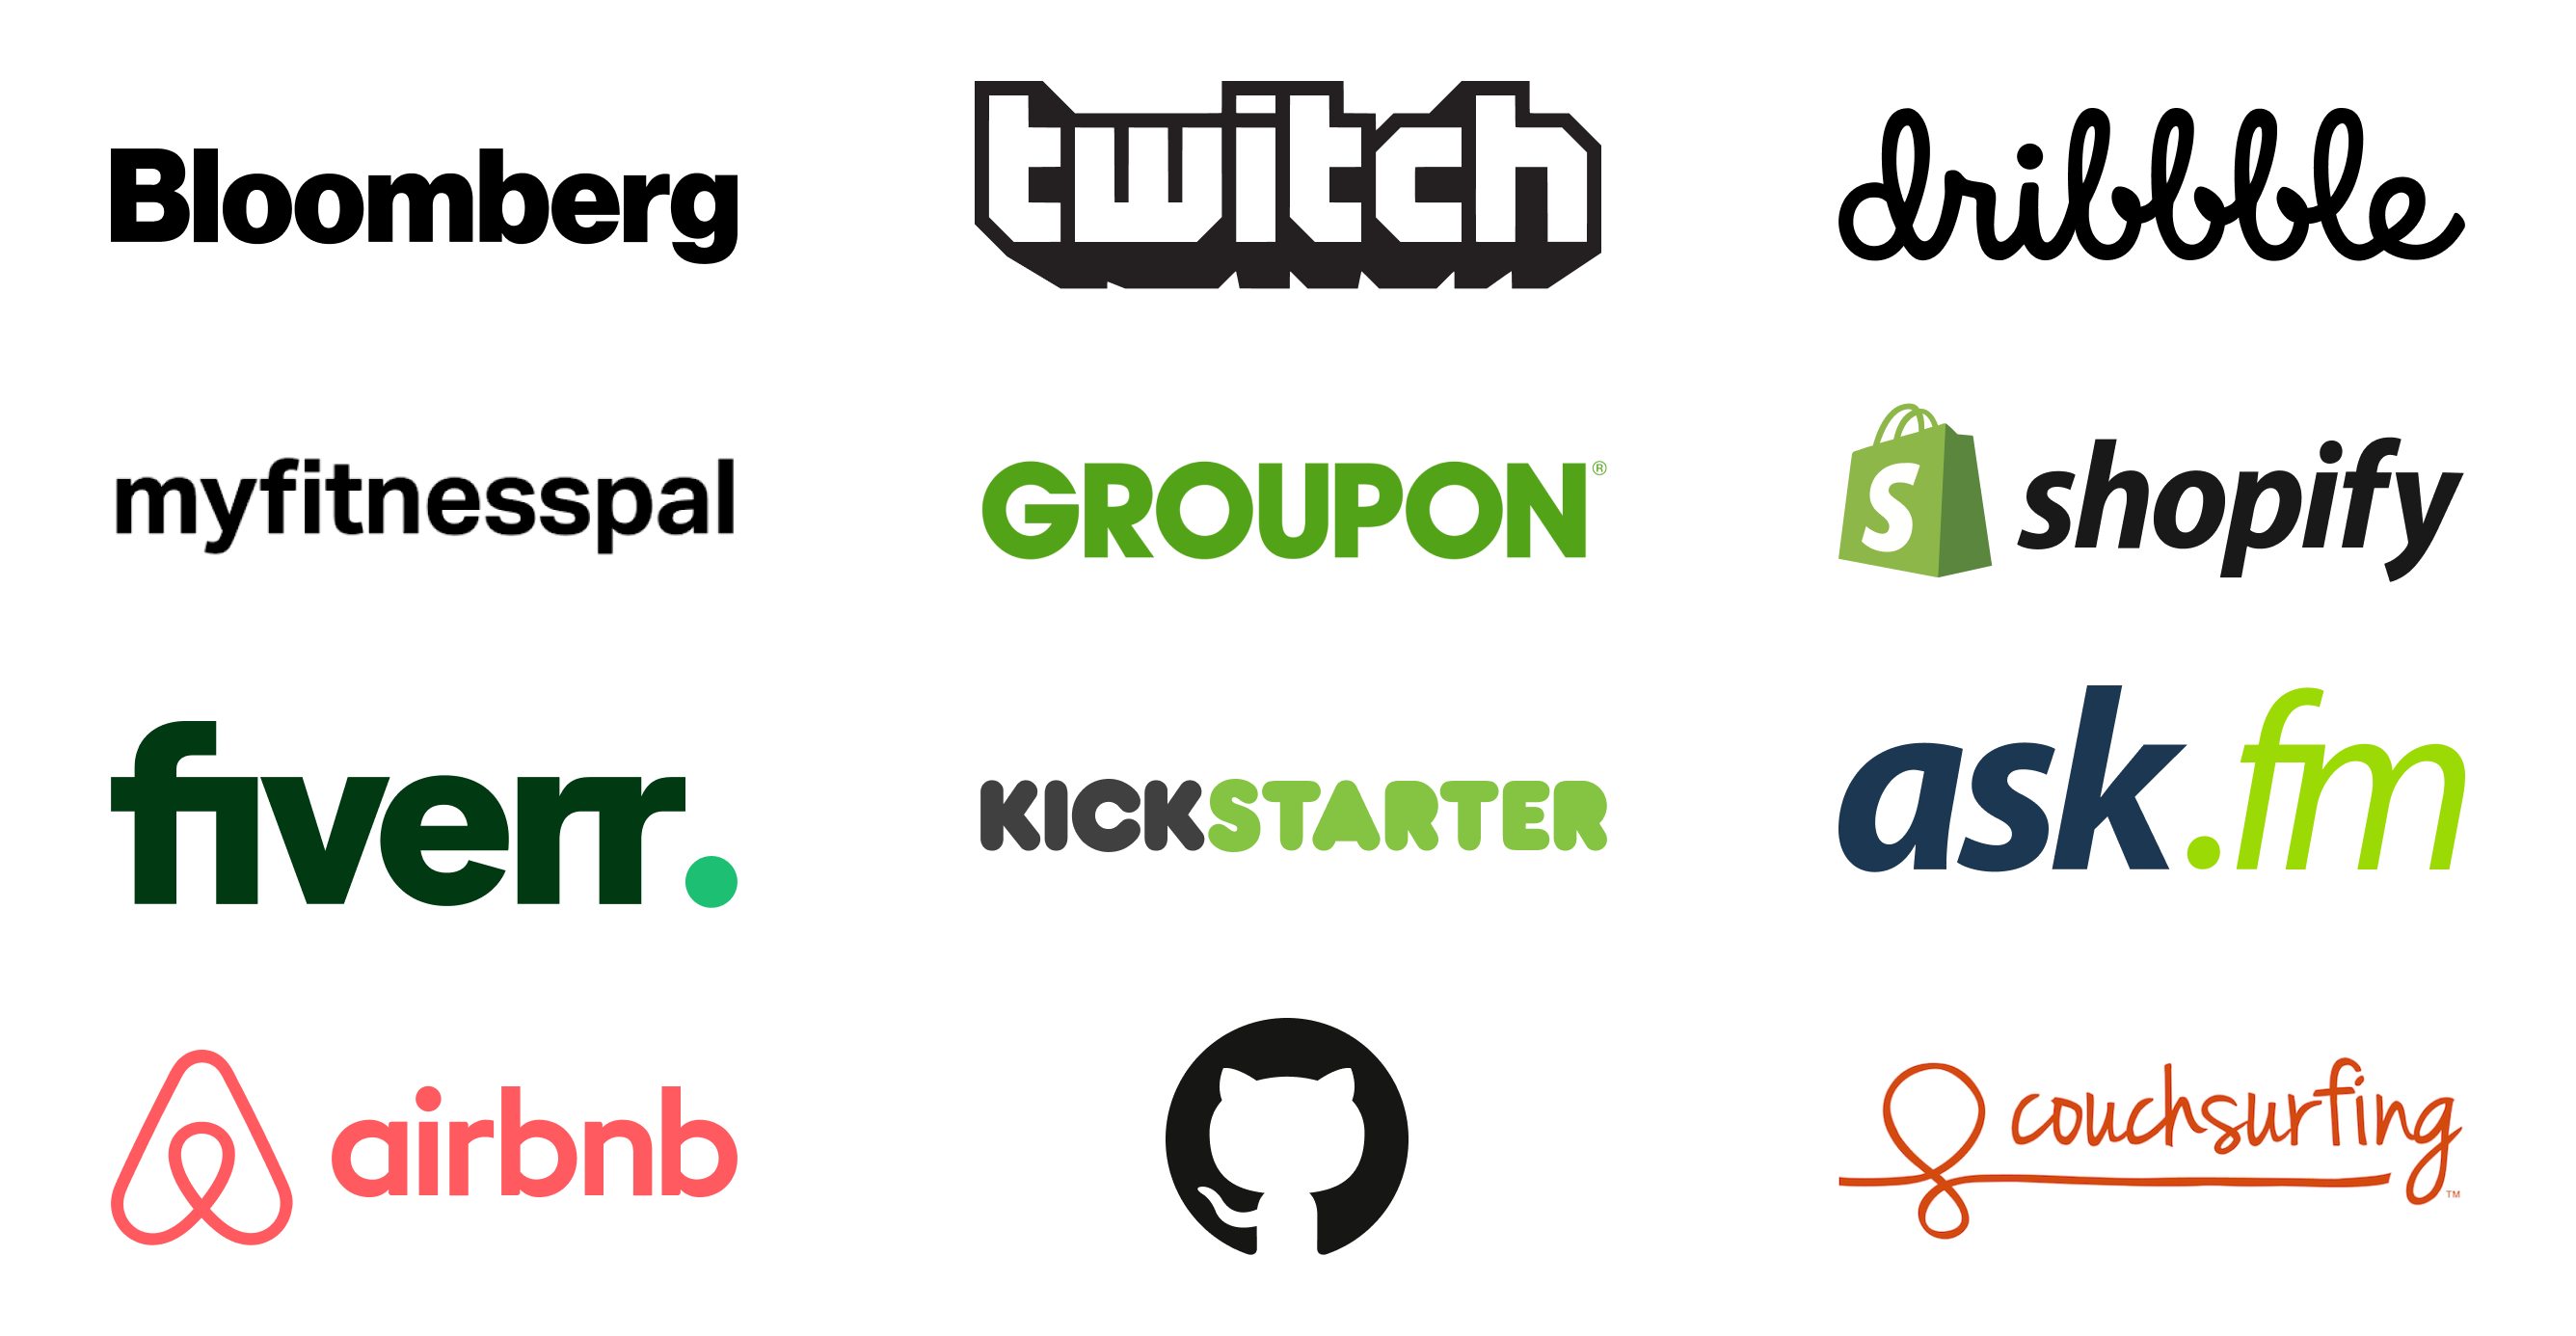 Bloomberg
twitch
dribbble
myfitnesspal
GROUPON®
S shopify
fiverr.
KICKSTARTER
ask.fm
airbnb
couchsurfing™